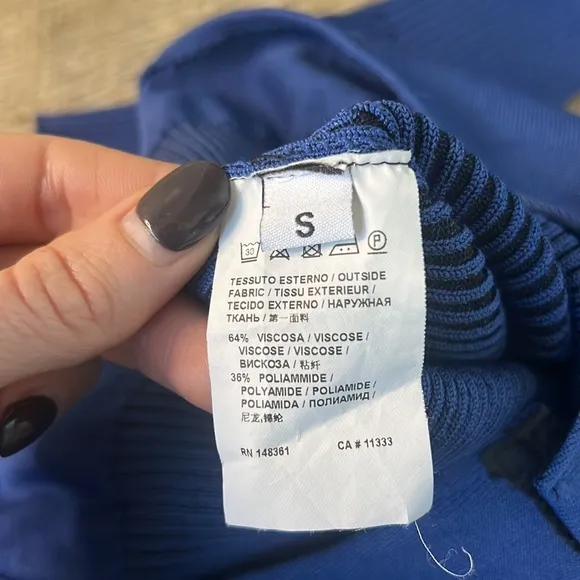 S
30 P
TESSUTO ESTERNO / OUTSIDE
FABRIC / TISSU EXTERIEUR /
TECIDO EXTERNO / НАРУЖНАЯ
ТКАНЬ / 第一面料
64% VISCOSA / VISCOSE /
VISCOSE / VISCOSE /
ВИСКОЗА / 粘纤
36% POLIAMMIDE /
POLYAMIDE / POLIAMIDE /
POLIAMIDA / ПОЛИАМИД /
尼龙,锦纶
RN 148361 CA # 11333